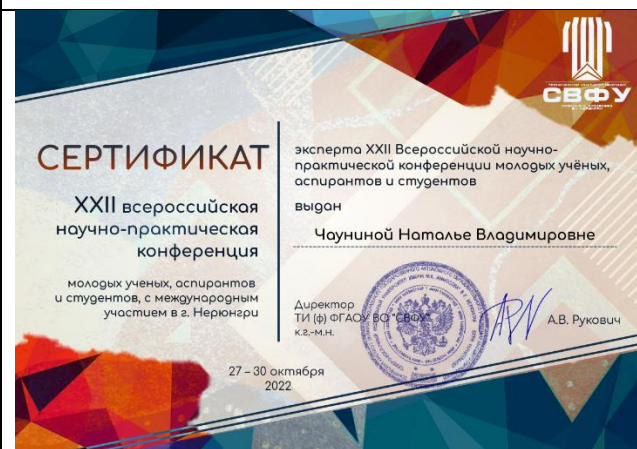 СВФУ
СЕРТИФИКАТ
XXII всероссийская
научно-практическая
конференция
молодых ученых, аспирантов
и студентов, с международным
участием в г. Нерюнгри
27 – 30 октября
2022
эксперта XXII Всероссийской научно-
практической конференции молодых учёных,
аспирантов и студентов
выдан
Чауниной Наталье Владимировне
Директор
ТИ (ф) ФГАОУ ВО "СВФУ"
к.г.-м.н.
А.В. Рукович